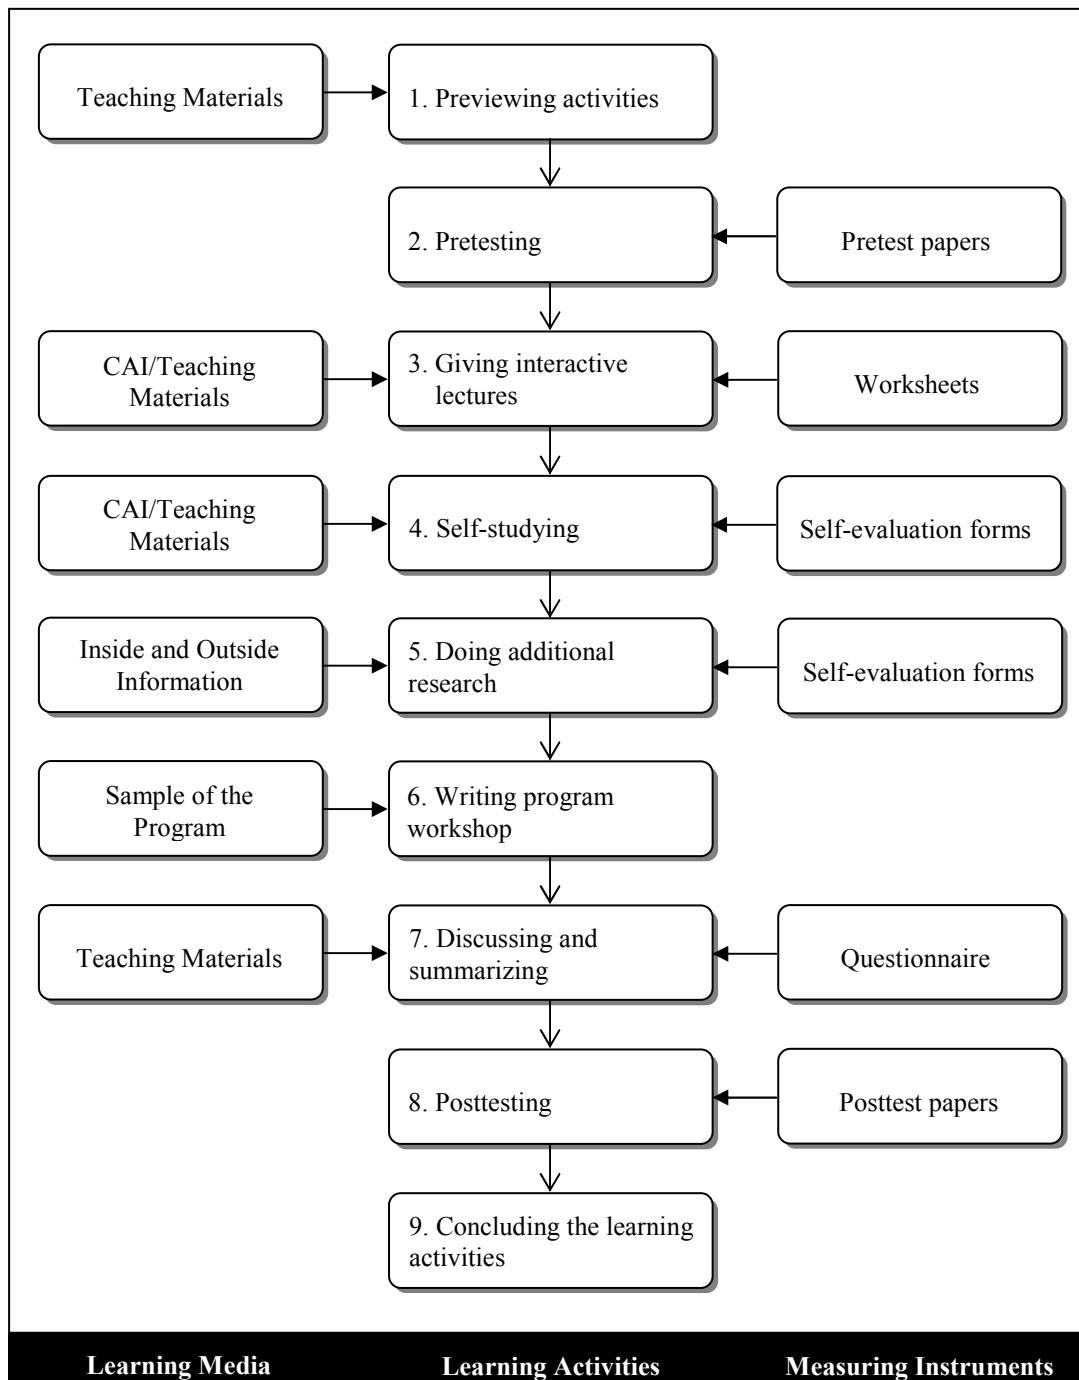 Teaching Materials
1. Previewing activities
2. Pretesting
Pretest papers
CAI/Teaching
Materials
3. Giving interactive
lectures
Worksheets
CAI/Teaching
Materials
4. Self-studying
Self-evaluation forms
Inside and Outside
Information
5. Doing additional
research
Self-evaluation forms
Sample of the
Program
6. Writing program
workshop
Teaching Materials
7. Discussing and
summarizing
Questionnaire
8. Posttesting
Posttest papers
9. Concluding the learning
activities
Learning Media
Learning Activities
Measuring Instruments